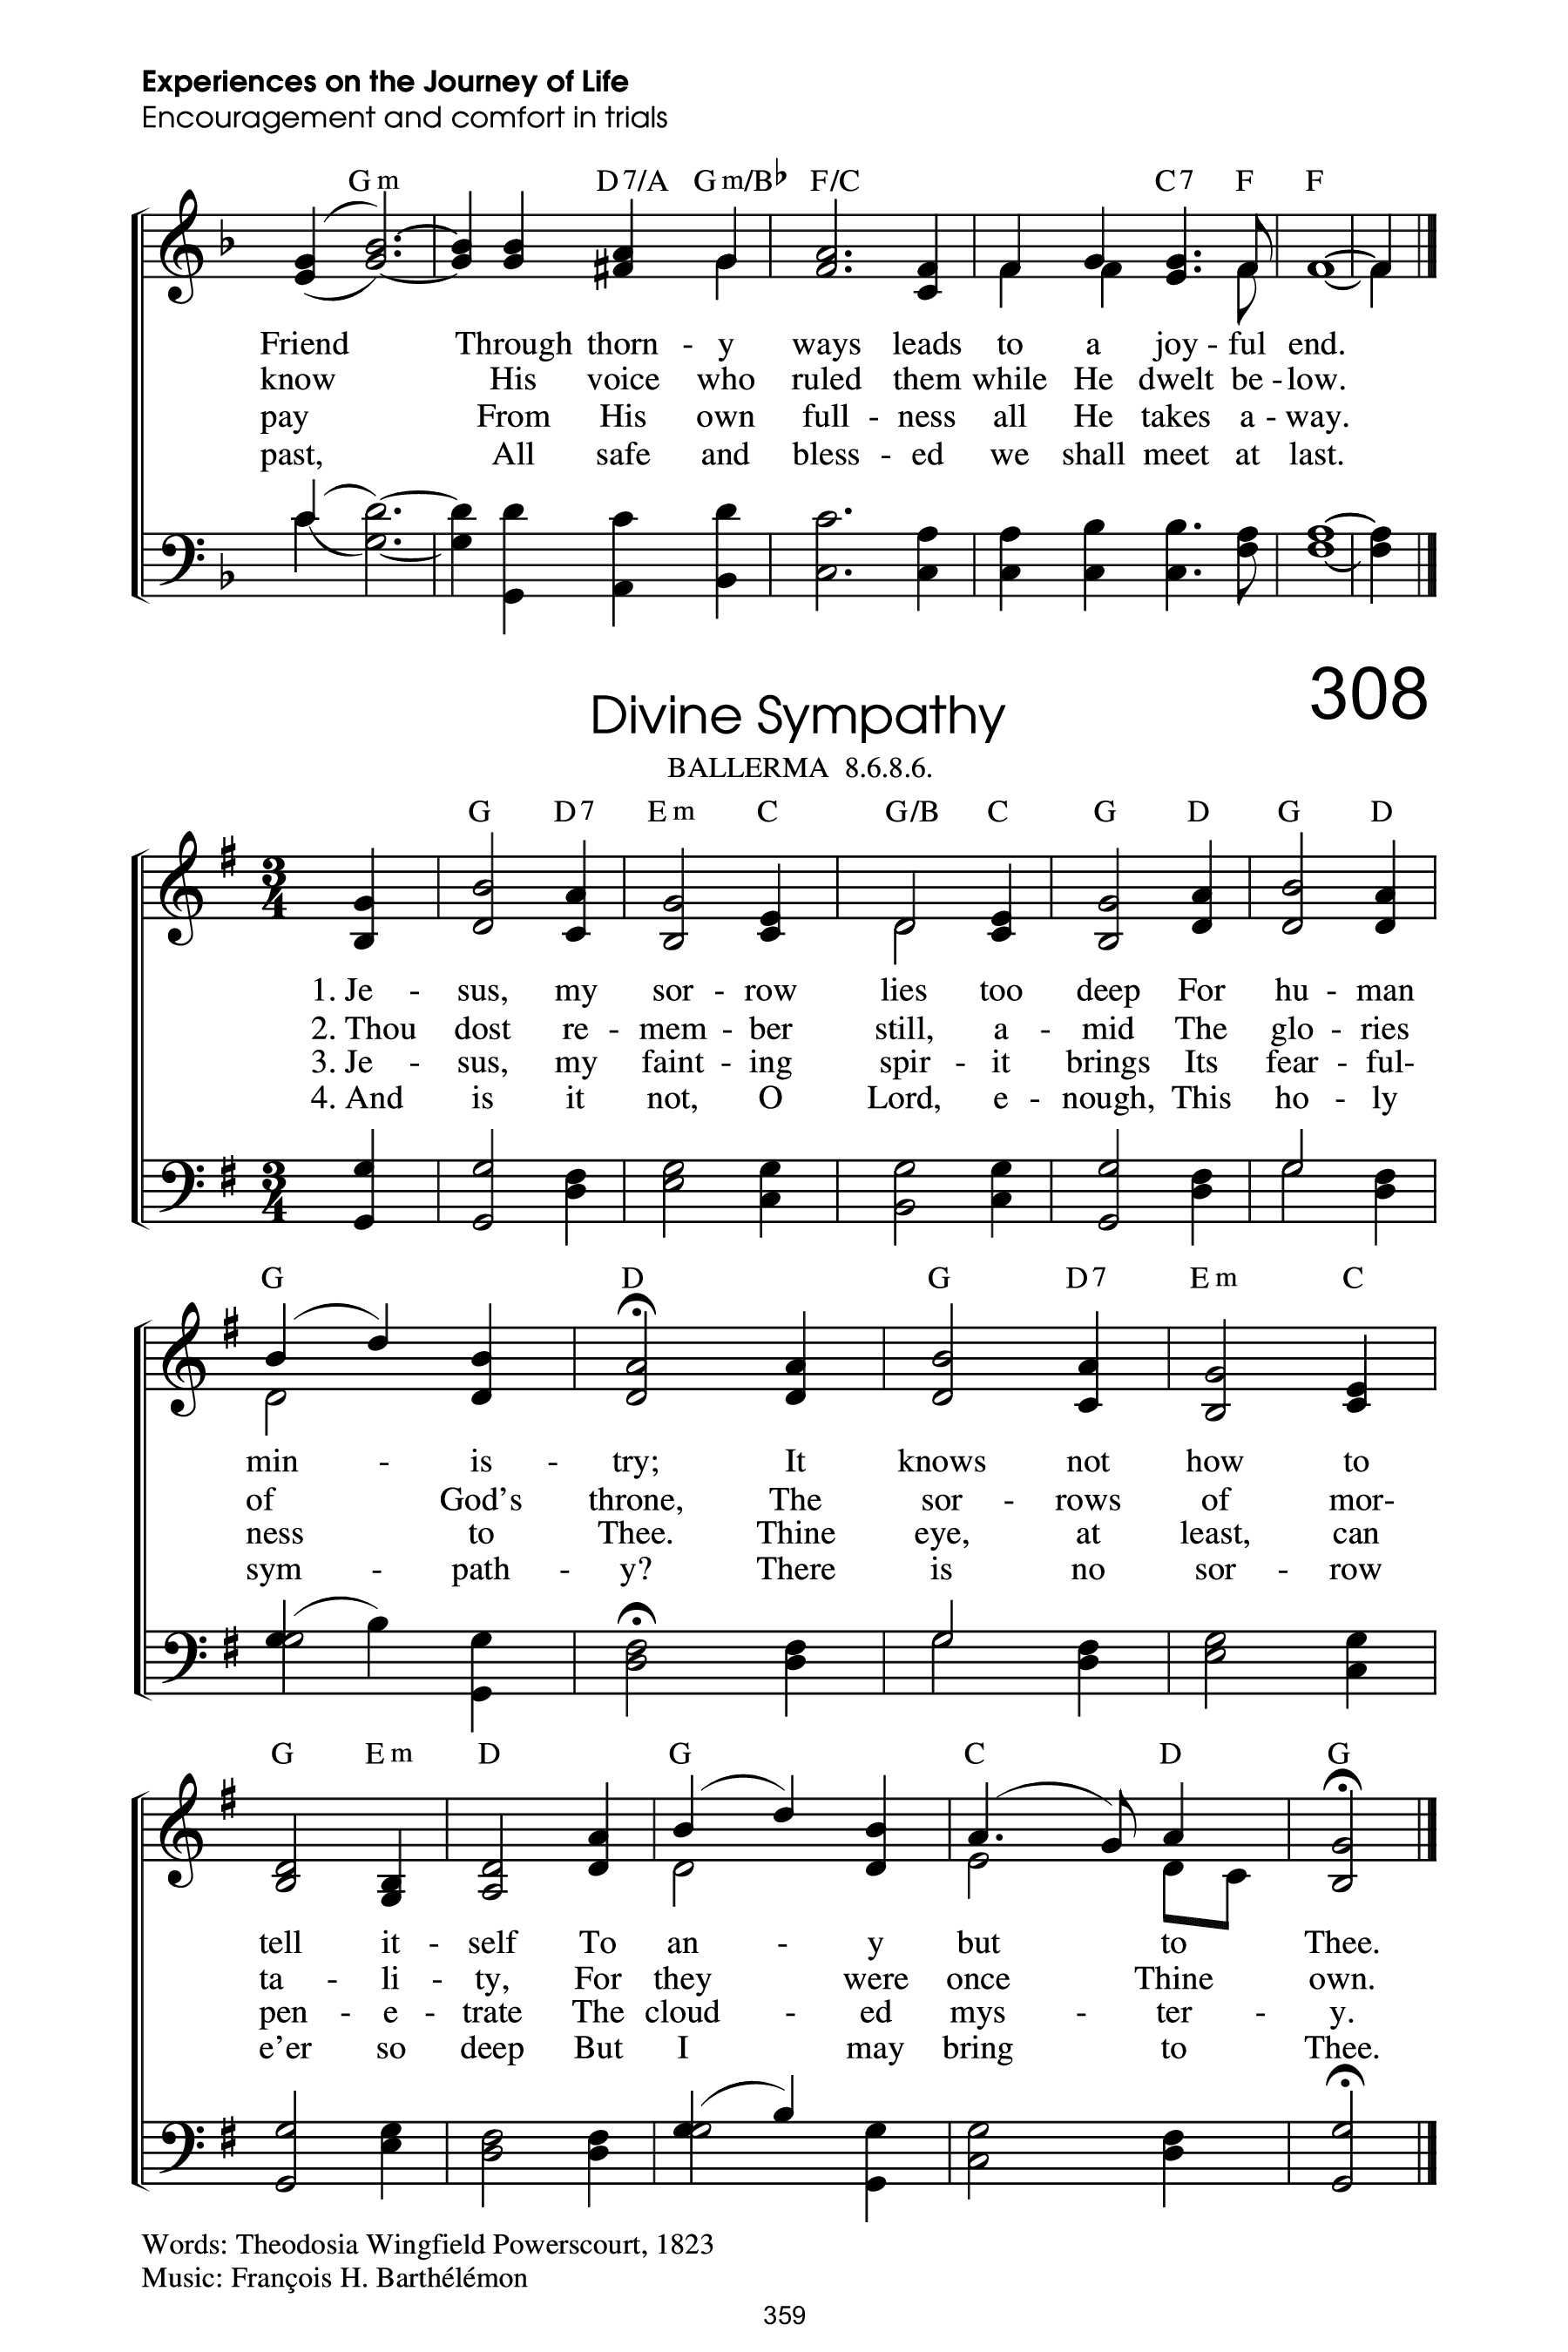 Experiences on the Journey of Life
Encouragement and comfort in trials
Gm D7/A Gm/B♭ F/C C7 F F
Friend Through thorn - y ways leads to a joy - ful end.
know His voice who ruled them while He dwelt be - low.
pay From His own full - ness all He takes a - way.
past, All safe and bless - ed we shall meet at last.
308
Divine Sympathy
BALLERMA 8.6.8.6.
G D7 Em C G/B C G D G D
3
4
1. Je - sus, my sor - row lies too deep For hu - man
2. Thou dost re - mem - ber still, a - mid The glo - ries
3. Je - sus, my faint - ing spir - it brings Its fear - ful-
4. And is it not, O Lord, e - nough, This ho - ly
3
4
G D G D7 Em C
min - is - try; It knows not how to
of God's throne, The sor - rows of mor-
ness to Thee. Thine eye, at least, can
sym - path - y? There is no sor - row
G Em D G C D G
tell it - self To an - y but to Thee.
ta - li - ty, For they were once Thine own.
pen - e - trate The cloud - ed mys - ter - y.
e'er so deep But I may bring to Thee.
Words: Theodosia Wingfield Powerscourt, 1823
Music: François H. Barthélémon
359